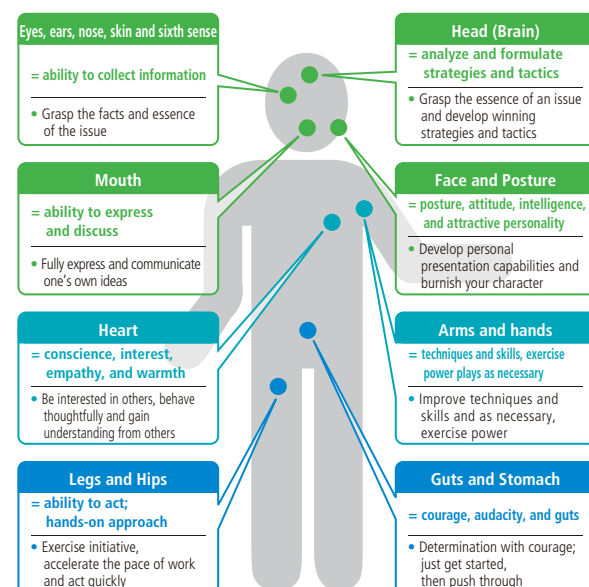 Eyes, ears, nose, skin and sixth sense
= ability to collect information
• Grasp the facts and essence
of the issue
Head (Brain)
= analyze and formulate
strategies and tactics
• Grasp the essence of an issue
and develop winning
strategies and tactics
Mouth
= ability to express
and discuss
• Fully express and communicate
one's own ideas
Face and Posture
= posture, attitude, intelligence,
and attractive personality
• Develop personal
presentation capabilities and
burnish your character
Heart
= conscience, interest,
empathy, and warmth
• Be interested in others, behave
thoughtfully and gain
understanding from others
Arms and hands
= techniques and skills, exercise
power plays as necessary
• Improve techniques and
skills and as necessary,
exercise power
Legs and Hips
= ability to act;
hands-on approach
• Exercise initiative,
accelerate the pace of work
and act quickly
Guts and Stomach
= courage, audacity, and guts
• Determination with courage;
just get started,
then push through